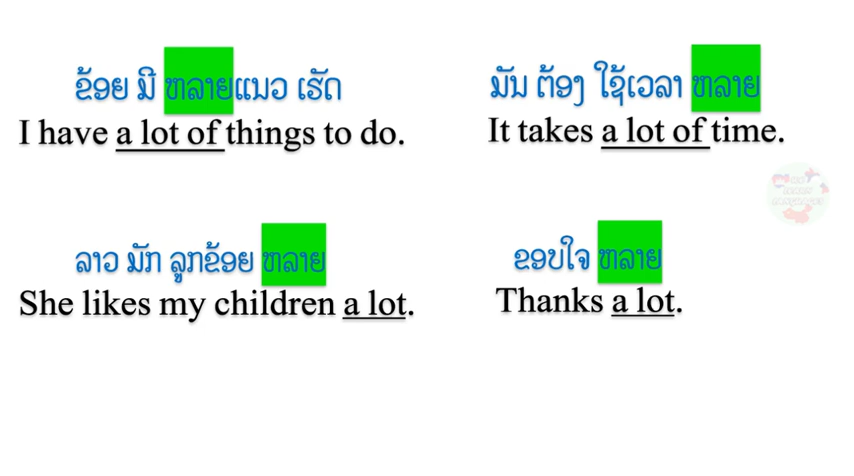 ຂ້ອຍ ມີ ຫລາຍແນວ ເຮັດ
I have a lot of things to do.
ມັນ ຕ້ອງ ໃຊ້ເວລາ ຫລາຍ
It takes a lot of time.
ລາວ ມັກ ລູກຂ້ອຍ ຫລາຍ
She likes my children a lot.
ຂອບໃຈ ຫລາຍ
Thanks a lot.